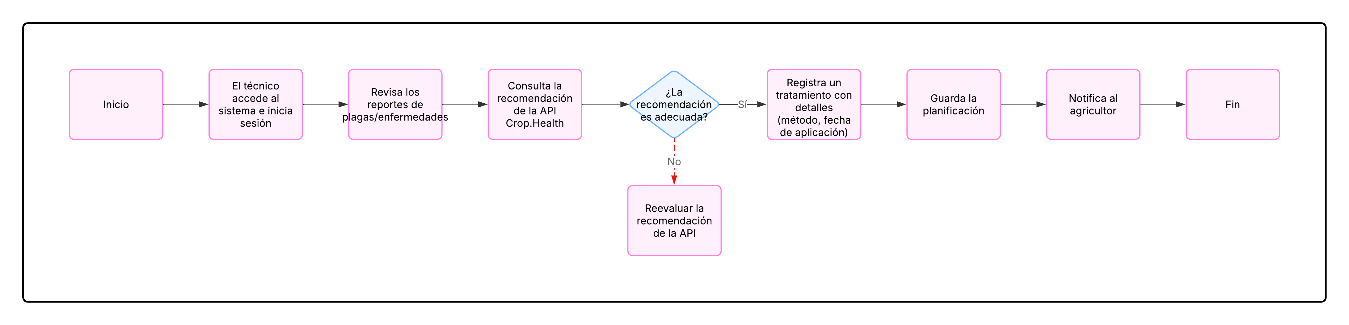 Inicio
El técnico
accede al
sistema e inicia
sesión
Revisa los
reportes de
plagas/enfermedades
Consulta la
recomendación
de la API
Crop.Health
¿La
recomendación
es adecuada?
Sí
Registra un
tratamiento con
detalles
(método, fecha
de aplicación)
Guarda la
planificación
Notifica al
agricultor
Fin
No
Reevaluar la
recomendación
de la API